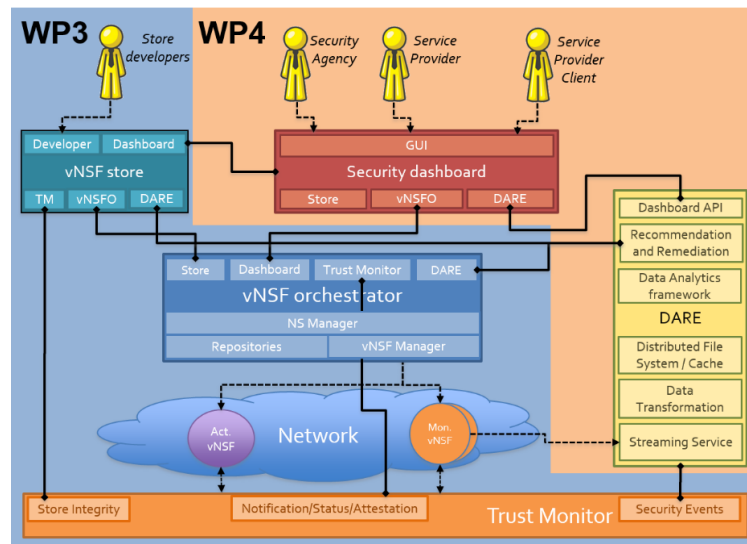 WP3
WP4
Store
developers
Security
Agency
Service
Provider
Service
Provider
Client
Developer
Dashboard
vNSF store
TM
vNSFO
DARE
GUI
Security dashboard
Store
vNSFO
DARE
Dashboard API
Recommendation
and Remediation
Data Analytics
framework
DARE
Distributed File
System / Cache
Data
Transformation
Streaming Service
Store
Dashboard
Trust Monitor
DARE
vNSF orchestrator
NS Manager
Repositories
vNSF Manager
Act.
vNSF
Network
Mon.
vNSF
Store Integrity
Notification/Status/Attestation
Trust Monitor
Security Events